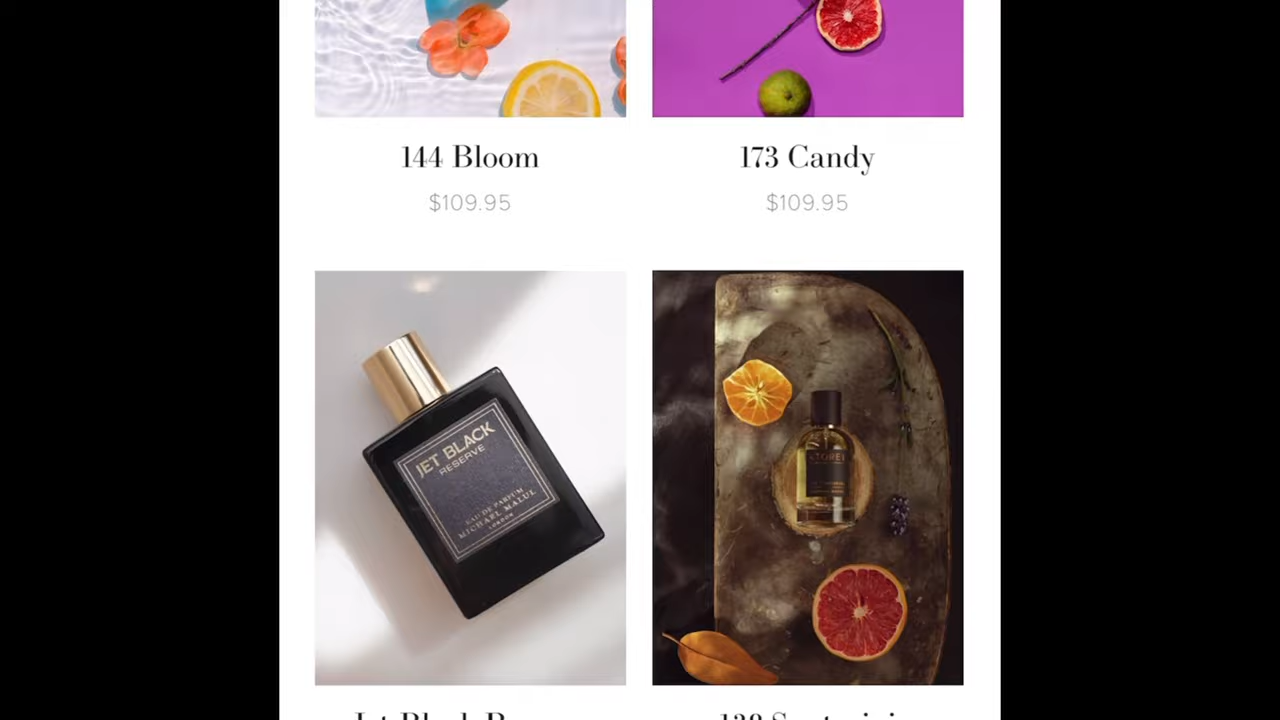 144 Bloom
173 Candy
$109.95
$109.95
JET BLACK
RESERVE
EAU DE PARFUM
MICHAEL MALUL
LONDON